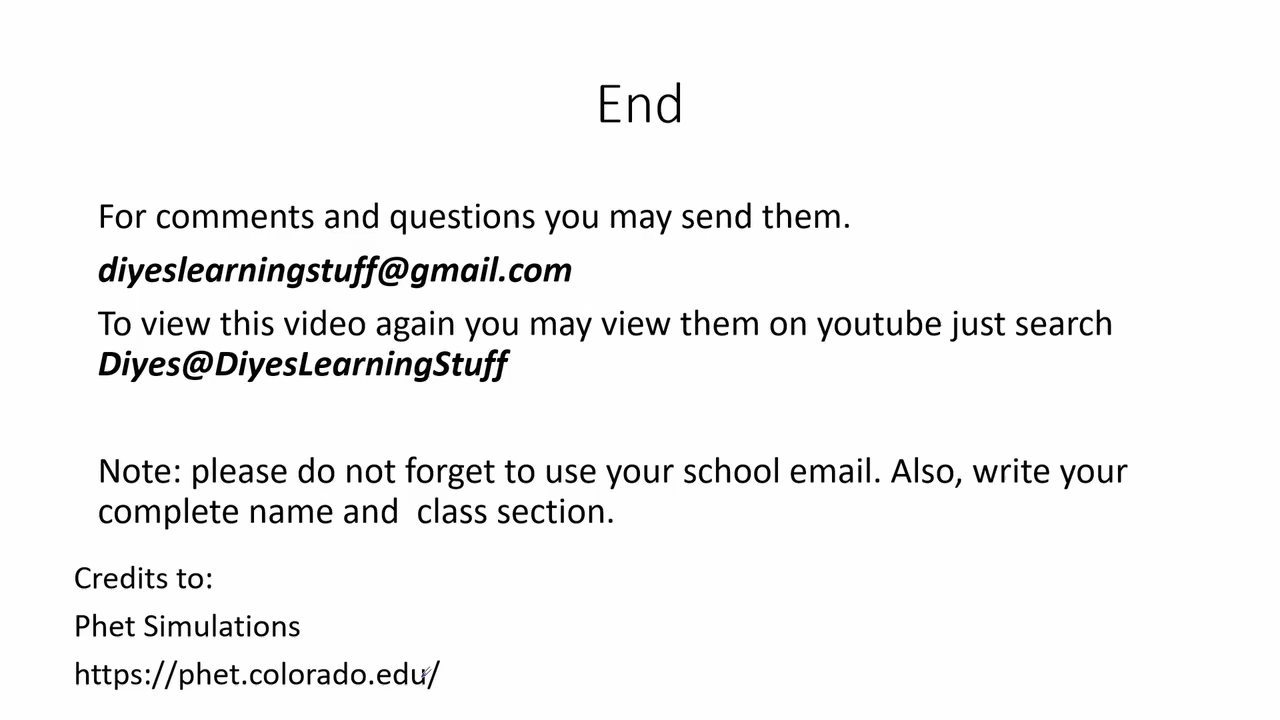 End
For comments and questions you may send them.
diyeslearningstuff@gmail.com
To view this video again you may view them on youtube just search
Diyes@DiyesLearningStuff
Note: please do not forget to use your school email. Also, write your
complete name and  class section.
Credits to:
Phet Simulations
https://phet.colorado.edu/